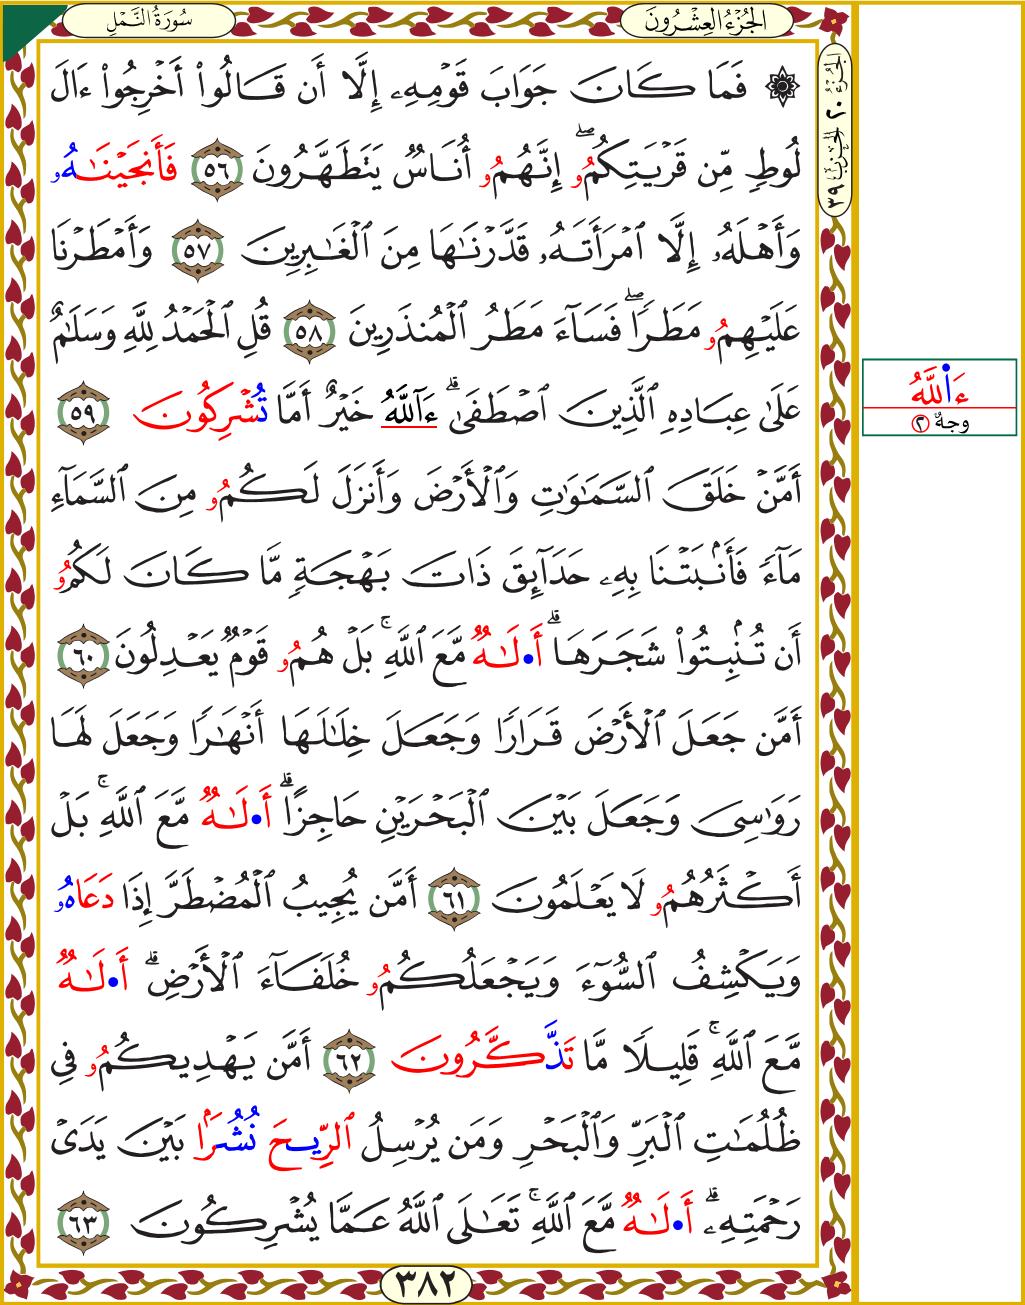 سُورَةُ النَّمْلِ
الجُزْءُ العِشْرُونَ
الجزء ٢٠ الحزب ٣٩
۞ فَمَا كَانَ جَوَابَ قَوْمِهِۦٓ إِلَّا أَن قَالُوا۟ أَخْرِجُوا۟ ءَالَ
لُوطٍ مِّن قَرْيَتِكُمُۥٓۖ إِنَّهُمُۥٓ أُنَاسٌ يَتَطَهَّرُونَ ٥٦ فَأَنجَيْنَـٰهُۥ
وَأَهْلَهُۥٓ إِلَّا ٱمْرَأَتَهُۥ قَدَّرْنَـٰهَا مِنَ ٱلْغَـٰبِرِينَ ٥٧ وَأَمْطَرْنَا
عَلَيْهِمُۥ مَطَرًاۖ فَسَآءَ مَطَرُ ٱلْمُنذَرِينَ ٥٨ قُلِ ٱلْحَمْدُ لِلَّهِ وَسَلَـٰمٌ
عَلَىٰ عِبَادِهِ ٱلَّذِينَ ٱصْطَفَىٰٓۗ ءَآللَّهُ خَيْرٌ أَمَّا تُشْرِكُونَ ٥٩
أَمَّنْ خَلَقَ ٱلسَّمَـٰوَٰتِ وَٱلْأَرْضَ وَأَنزَلَ لَكُمُۥ مِنَ ٱلسَّمَآءِ
مَآءً فَأَنۢبَتْنَا بِهِۦ حَدَآئِقَ ذَاتَ بَهْجَةٍ مَّا كَانَ لَكُمُۥٓ
أَن تُنۢبِتُوا۟ شَجَرَهَآۗ أَ•لَـٰهٌ مَّعَ ٱللَّهِۚ بَلْ هُمُۥ قَوْمٌ يَعْدِلُونَ ٦٠
أَمَّن جَعَلَ ٱلْأَرْضَ قَرَارًا وَجَعَلَ خِلَـٰلَهَآ أَنْهَـٰرًا وَجَعَلَ لَهَا
رَوَٰسِىَ وَجَعَلَ بَيْنَ ٱلْبَحْرَيْنِ حَاجِزًاۗ أَ•لَـٰهٌ مَّعَ ٱللَّهِۚ بَلْ
أَكْثَرُهُمُۥ لَا يَعْلَمُونَ ٦١ أَمَّن يُجِيبُ ٱلْمُضْطَرَّ إِذَا دَعَاهُۥ
وَيَكْشِفُ ٱلسُّوٓءَ وَيَجْعَلُكُمُۥ خُلَفَآءَ ٱلْأَرْضِۗ أَ•لَـٰهٌ
مَّعَ ٱللَّهِۚ قَلِيلًا مَّا تَذَّكَّرُونَ ٦٢ أَمَّن يَهْدِيكُمُۥ فِى
ظُلُمَـٰتِ ٱلْبَرِّ وَٱلْبَحْرِ وَمَن يُرْسِلُ ٱلرِّيحَ نُشُرًۢا بَيْنَ يَدَىْ
رَحْمَتِهِۦٓۗ أَ•لَـٰهٌ مَّعَ ٱللَّهِۚ تَعَـٰلَى ٱللَّهُ عَمَّا يُشْرِكُونَ ٦٣
٣٨٢
ءَا۬للَّهُ
وجهٌ ٢